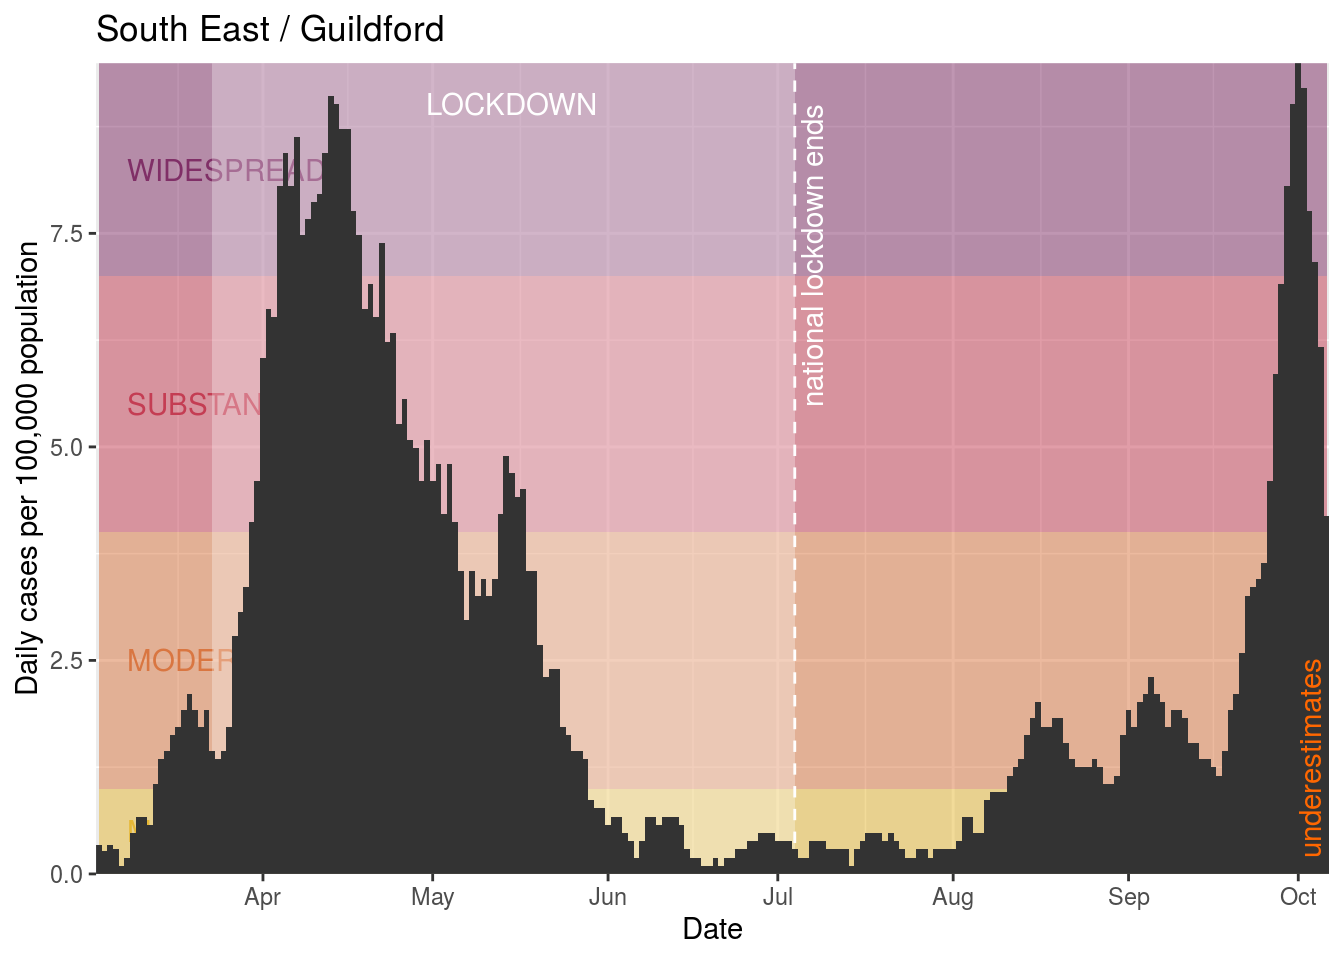 South East / Guildford
LOCKDOWN
WIDESPREAD
national lockdown ends
7.5
SUBSTAN
5.0
MODER
2.5
underestimates
0.0
Daily cases per 100,000 population
Apr
May
Jun
Jul
Aug
Sep
Oct
Date